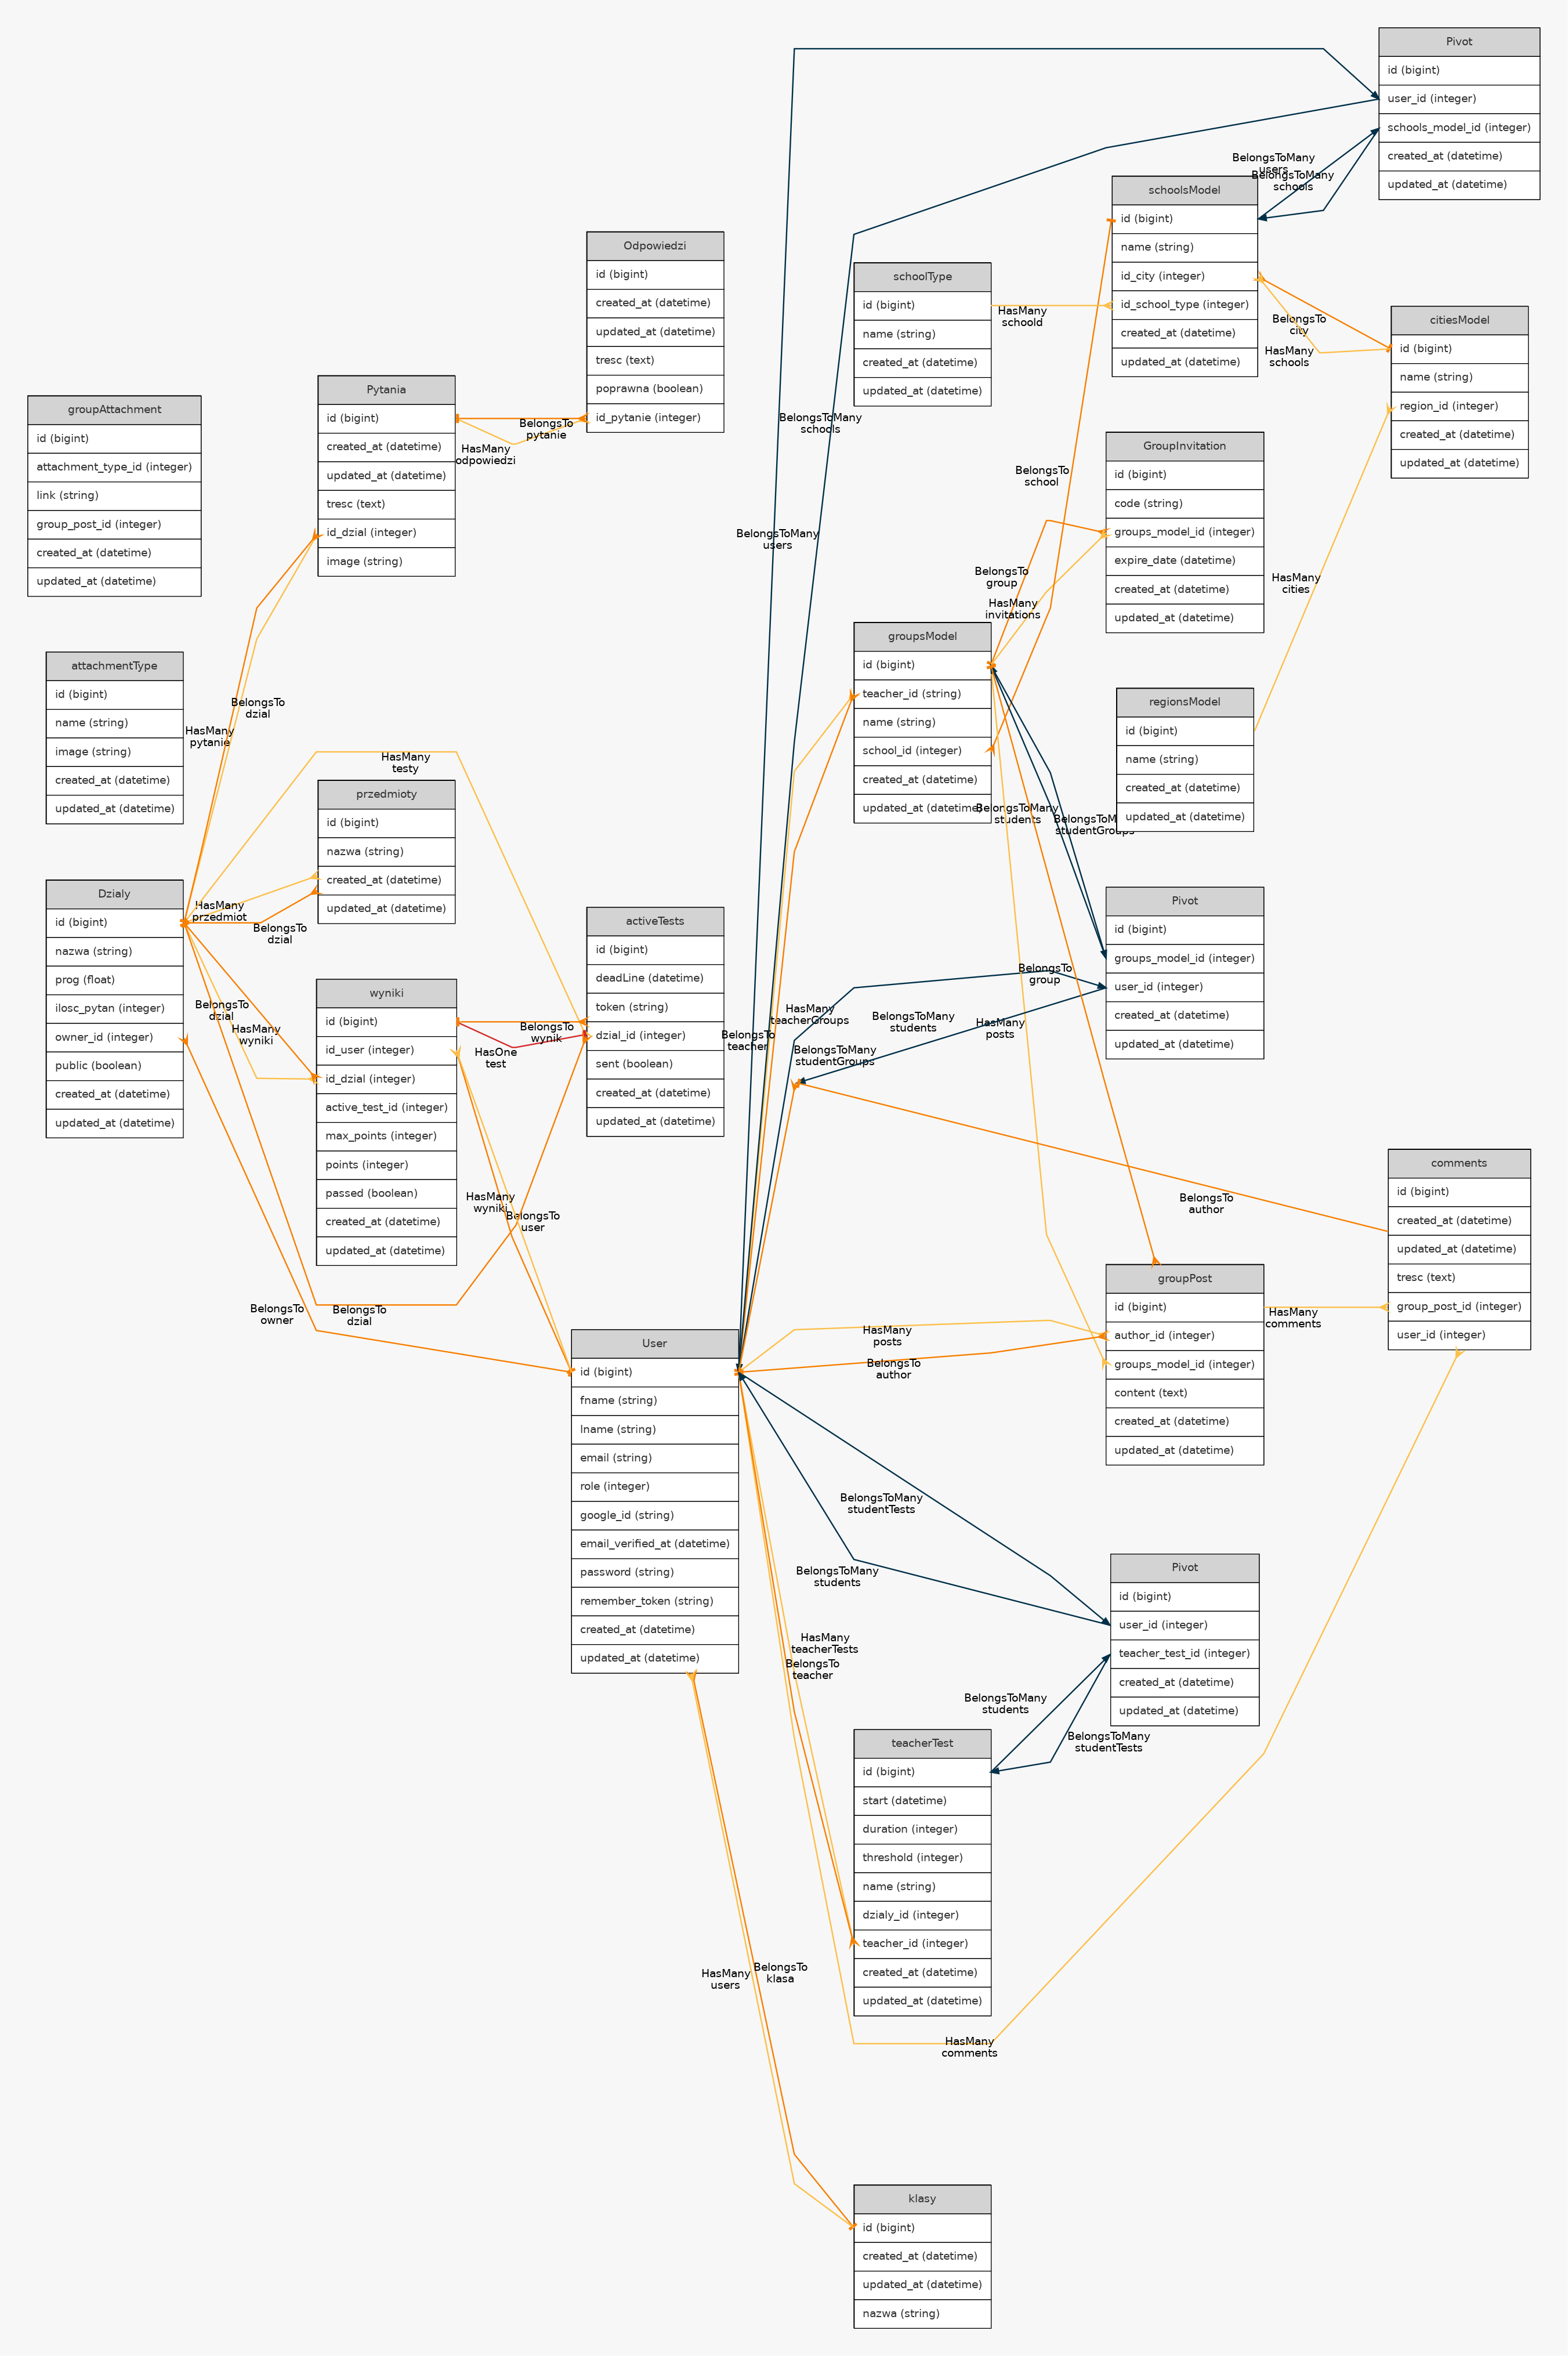 Pivot
id (bigint)
user_id (integer)
schools_model_id (integer)
created_at (datetime)
updated_at (datetime)
BelongsToMany
users
BelongsToMany
schools
schoolsModel
id (bigint)
name (string)
id_city (integer)
id_school_type (integer)
created_at (datetime)
updated_at (datetime)
Odpowiedzi
id (bigint)
created_at (datetime)
updated_at (datetime)
tresc (text)
poprawna (boolean)
id_pytanie (integer)
schoolType
id (bigint)
name (string)
created_at (datetime)
updated_at (datetime)
HasMany
schoold
BelongsTo
city
HasMany
schools
citiesModel
id (bigint)
name (string)
region_id (integer)
created_at (datetime)
updated_at (datetime)
groupAttachment
id (bigint)
attachment_type_id (integer)
link (string)
group_post_id (integer)
created_at (datetime)
updated_at (datetime)
Pytania
id (bigint)
created_at (datetime)
updated_at (datetime)
tresc (text)
id_dzial (integer)
image (string)
BelongsTo
pytanie
HasMany
odpowiedzi
BelongsToMany
schools
BelongsToMany
users
BelongsTo
school
GroupInvitation
id (bigint)
code (string)
groups_model_id (integer)
expire_date (datetime)
created_at (datetime)
updated_at (datetime)
BelongsTo
group
HasMany
invitations
HasMany
cities
groupsModel
id (bigint)
teacher_id (string)
name (string)
school_id (integer)
created_at (datetime)
updated_at (datetime)
BelongsToMany
students
studentGroups
regionsModel
id (bigint)
name (string)
created_at (datetime)
updated_at (datetime)
attachmentType
id (bigint)
name (string)
image (string)
created_at (datetime)
updated_at (datetime)
BelongsTo
dzial
HasMany
pytanie
HasMany
testy
przedmioty
id (bigint)
nazwa (string)
created_at (datetime)
updated_at (datetime)
Dzialy
id (bigint)
nazwa (string)
prog (float)
ilosc_pytan (integer)
owner_id (integer)
public (boolean)
created_at (datetime)
updated_at (datetime)
HasMany
przedmiot
BelongsTo
dzial
BelongsTo
dzial
HasMany
wyniki
wyniki
id (bigint)
id_user (integer)
id_dzial (integer)
active_test_id (integer)
max_points (integer)
points (integer)
passed (boolean)
created_at (datetime)
updated_at (datetime)
activeTests
id (bigint)
deadLine (datetime)
token (string)
dzial_id (integer)
sent (boolean)
created_at (datetime)
updated_at (datetime)
BelongsTo
wynik
HasOne
test
Pivot
id (bigint)
groups_model_id (integer)
user_id (integer)
created_at (datetime)
updated_at (datetime)
BelongsTo
group
HasMany
teacherGroups
BelongsTo
teacher
BelongsToMany
students
HasMany
posts
BelongsToMany
studentGroups
comments
id (bigint)
created_at (datetime)
updated_at (datetime)
tresc (text)
group_post_id (integer)
user_id (integer)
BelongsTo
author
HasMany
wyniki
BelongsTo
user
BelongsTo
owner
BelongsTo
dzial
groupPost
id (bigint)
author_id (integer)
groups_model_id (integer)
content (text)
created_at (datetime)
updated_at (datetime)
HasMany
comments
HasMany
posts
BelongsTo
author
User
id (bigint)
fname (string)
lname (string)
email (string)
role (integer)
google_id (string)
email_verified_at (datetime)
password (string)
remember_token (string)
created_at (datetime)
updated_at (datetime)
BelongsToMany
studentTests
BelongsToMany
students
Pivot
id (bigint)
user_id (integer)
teacher_test_id (integer)
created_at (datetime)
updated_at (datetime)
HasMany
teacherTests
BelongsTo
teacher
BelongsToMany
students
BelongsToMany
studentTests
teacherTest
id (bigint)
start (datetime)
duration (integer)
threshold (integer)
name (string)
dzialy_id (integer)
teacher_id (integer)
created_at (datetime)
updated_at (datetime)
HasMany
users
BelongsTo
klasa
HasMany
comments
klasy
id (bigint)
created_at (datetime)
updated_at (datetime)
nazwa (string)